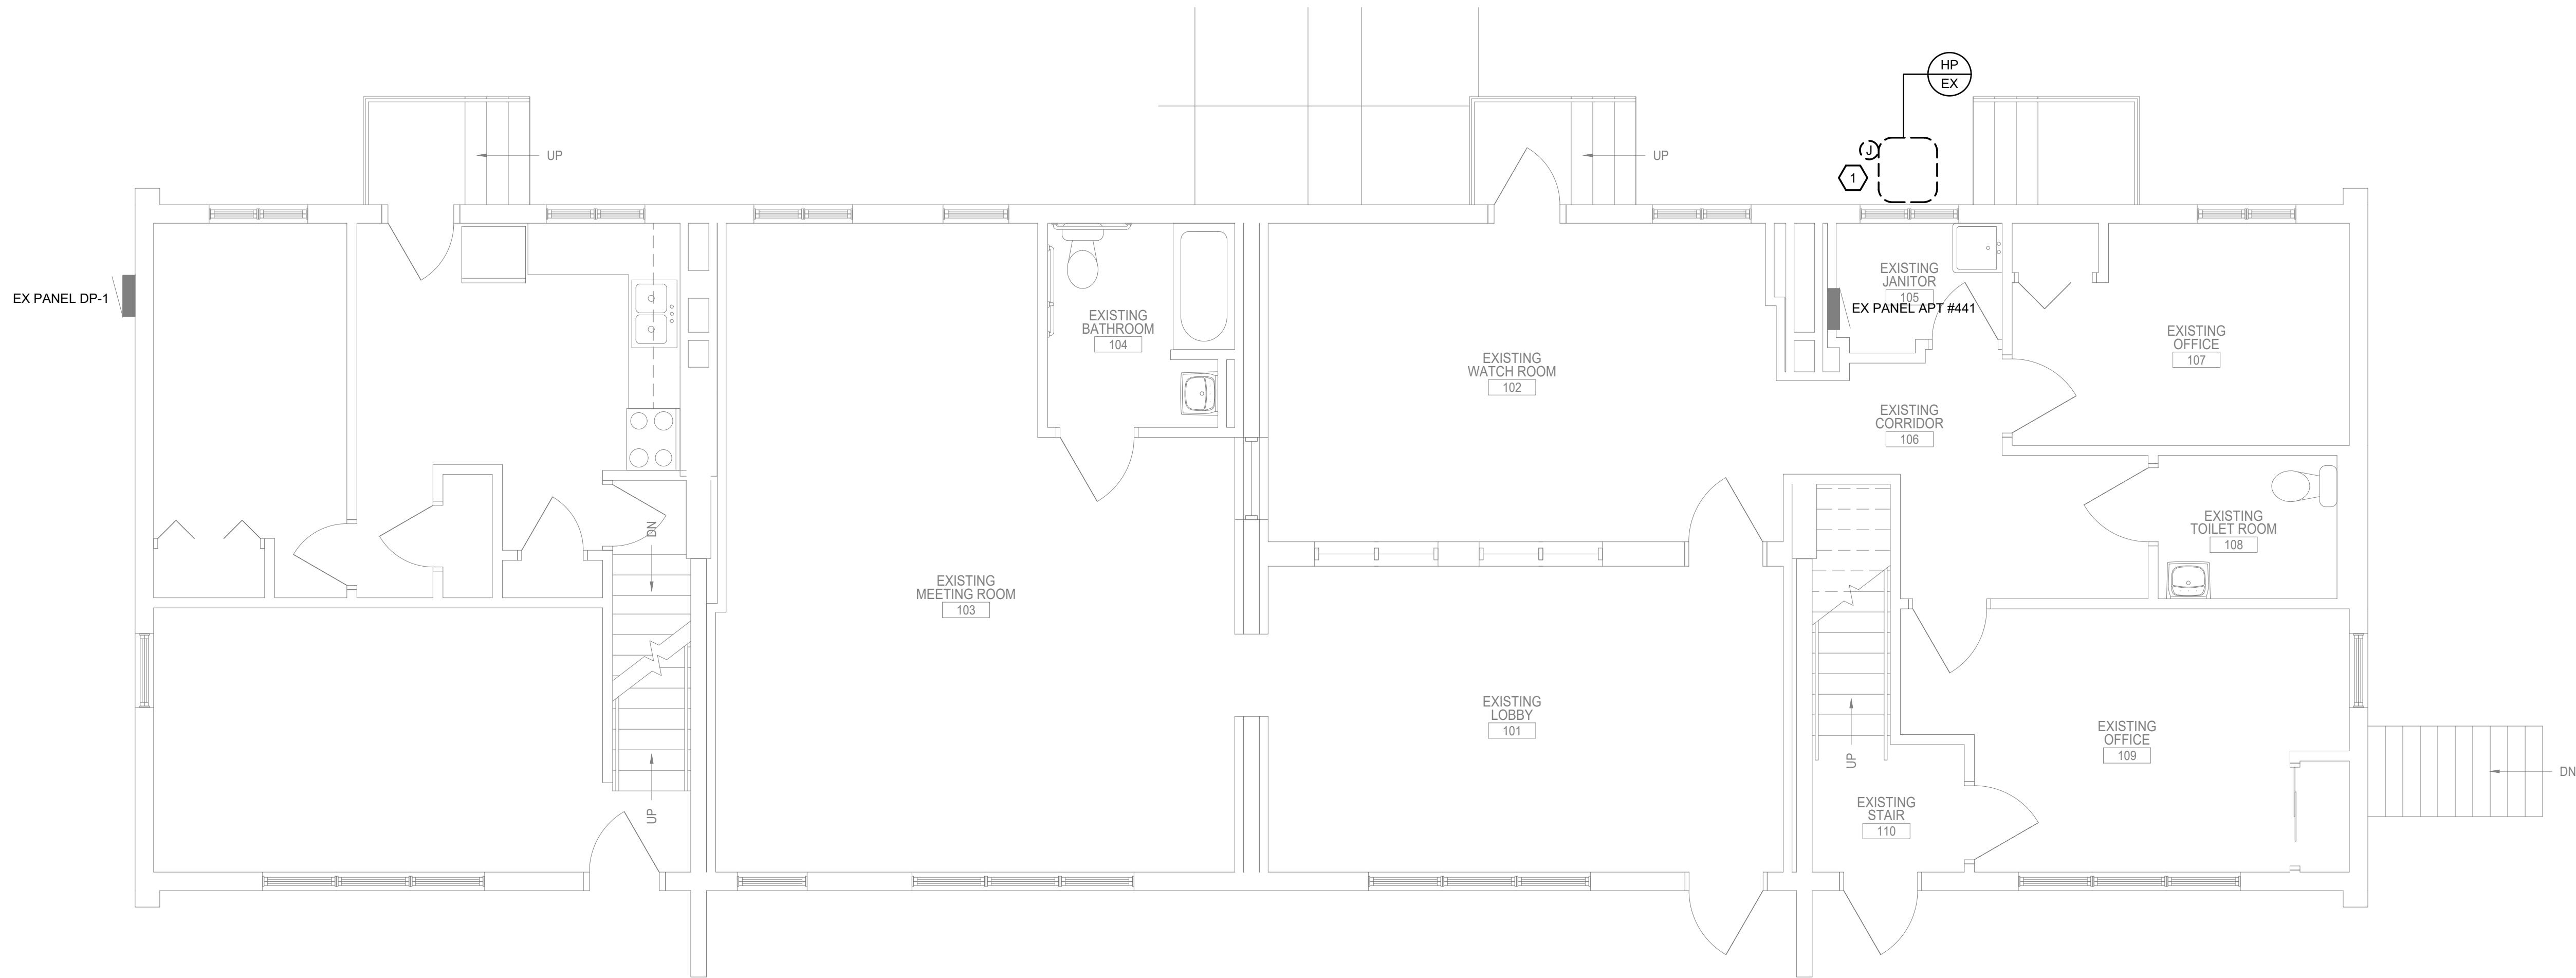 HP
EX
UP
UP
J
1
EX PANEL DP-1
EXISTING
JANITOR
105
EX PANEL APT #441
EXISTING
BATHROOM
104
EXISTING
OFFICE
107
EXISTING
WATCH ROOM
102
EXISTING
CORRIDOR
106
DN
EXISTING
TOILET ROOM
108
EXISTING
MEETING ROOM
103
EXISTING
LOBBY
101
EXISTING
OFFICE
109
UP
UP
DN
EXISTING
STAIR
110